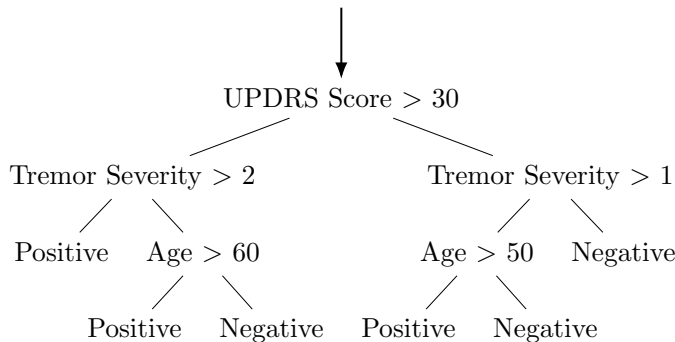 UPDRS Score > 30
Tremor Severity > 2
Tremor Severity > 1
Positive
Age > 60
Age > 50
Negative
Positive
Negative
Positive
Negative